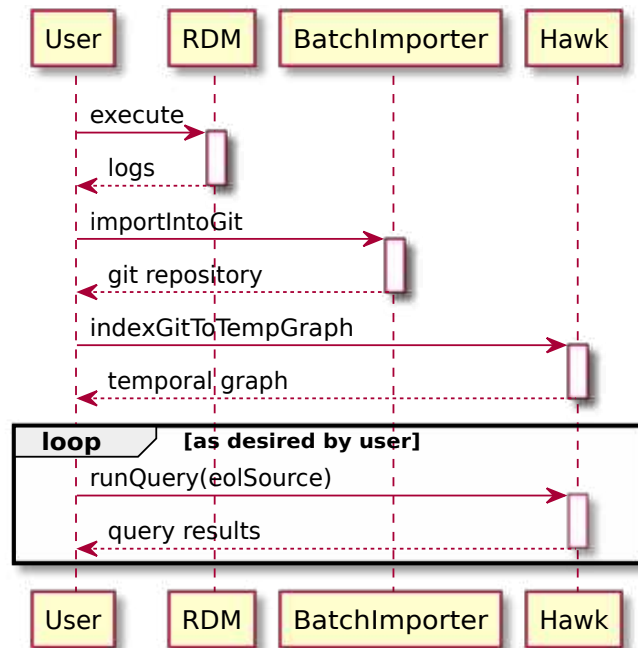 User RDM BatchImporter Hawk
execute
logs
importIntoGit
git repository
indexGitToTempGraph
temporal graph
loop [as desired by user]
runQuery(eolSource)
query results
User RDM BatchImporter Hawk